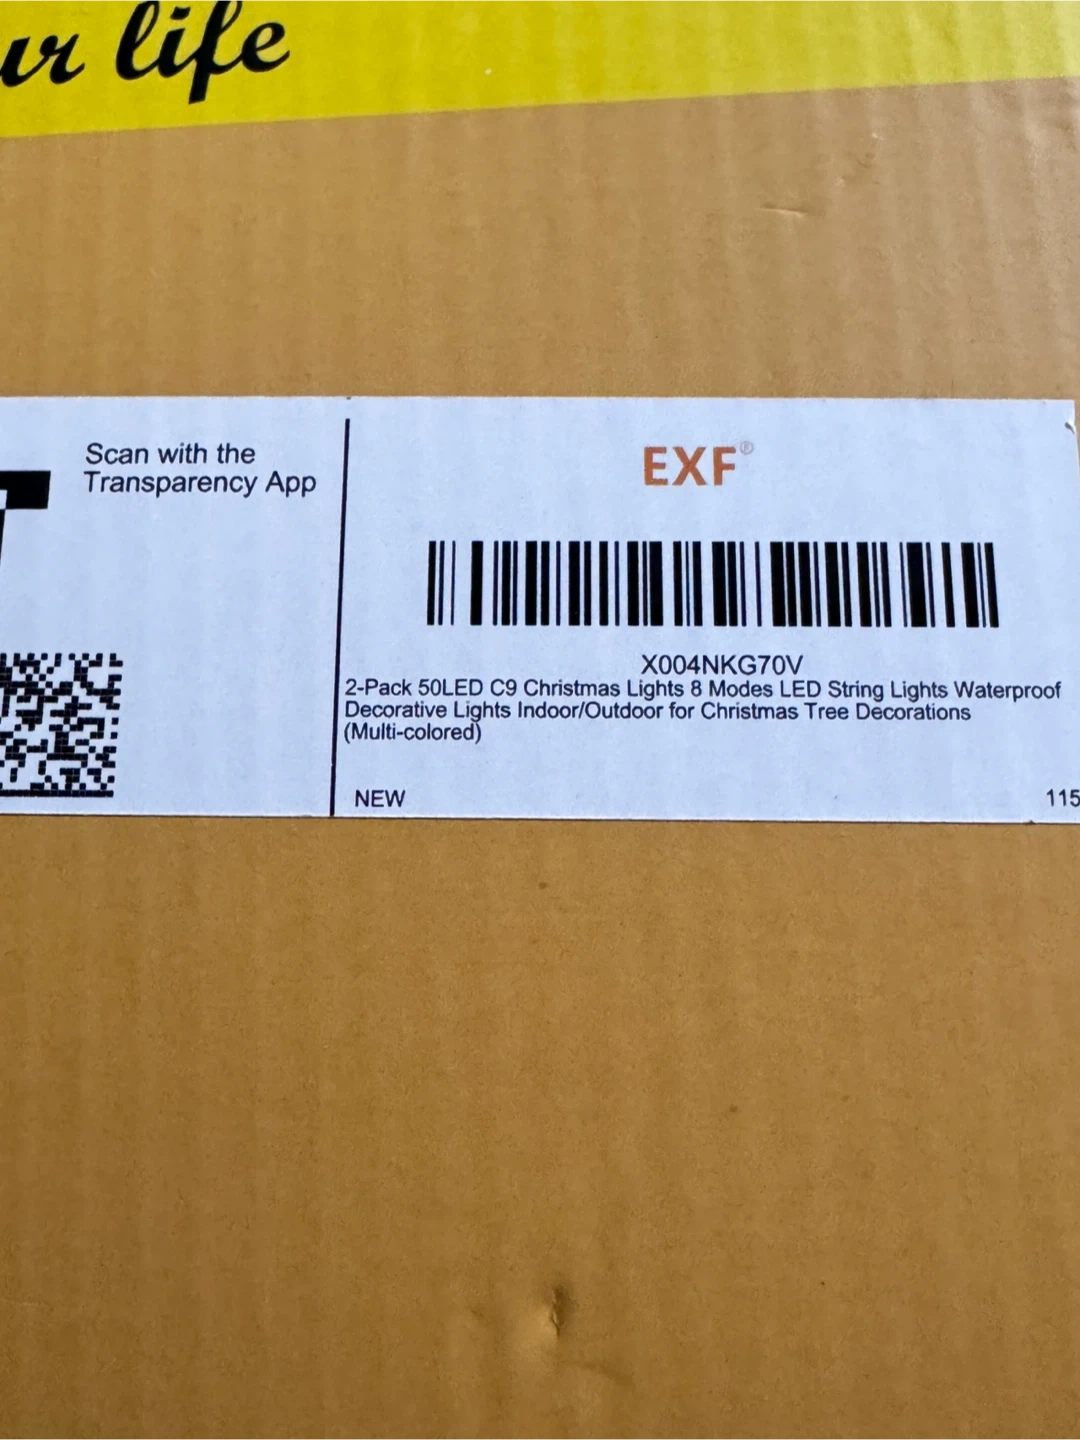 ur life
Scan with the
Transparency App
EXF®
X004NKG70V
2-Pack 50LED C9 Christmas Lights 8 Modes LED String Lights Waterproof
Decorative Lights Indoor/Outdoor for Christmas Tree Decorations
(Multi-colored)
NEW
115